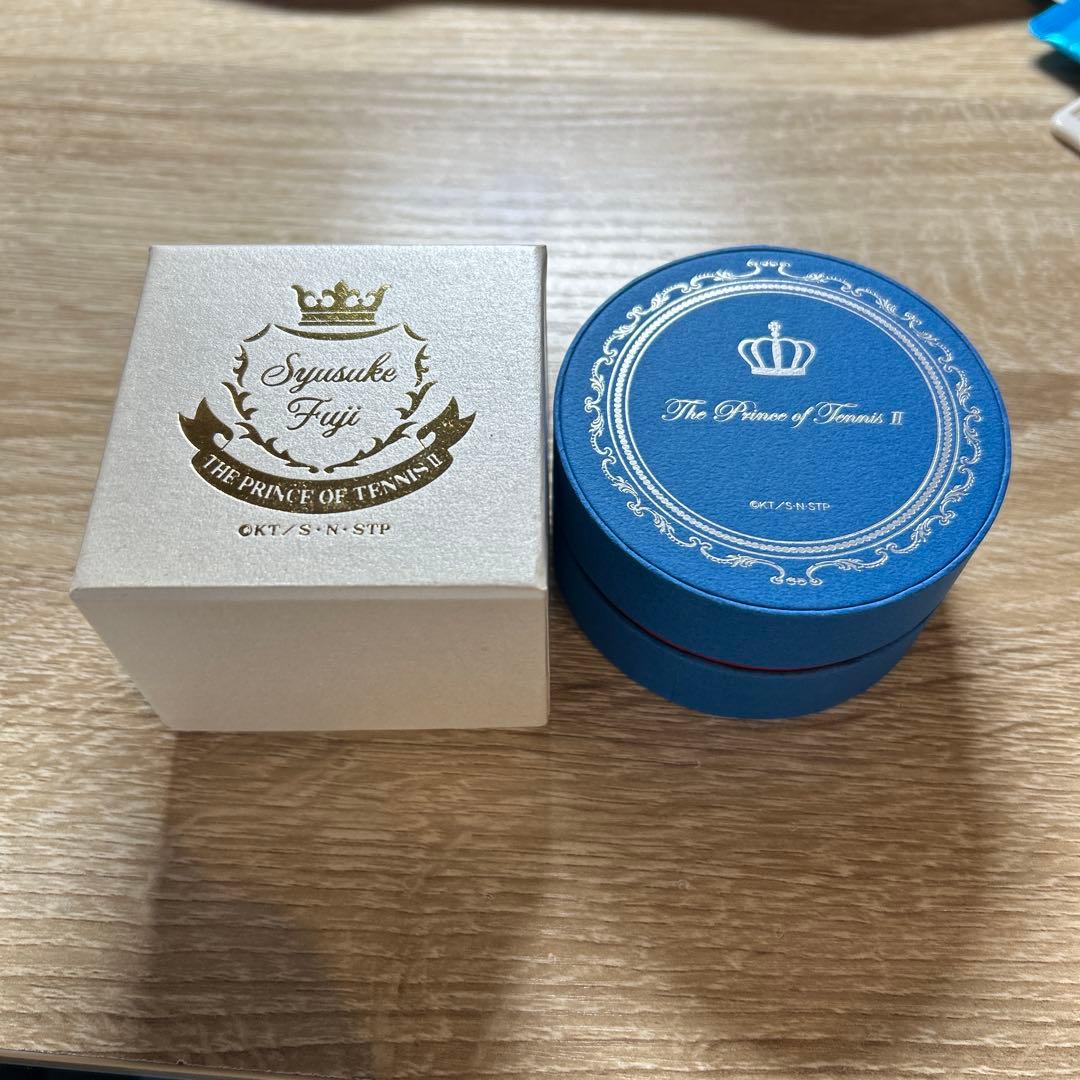 Syusuke
Fuji
THE PRINCE OF TENNIS II
©KT/S・N・STP
The Prince of Tennis II
©KT/S・N・STP